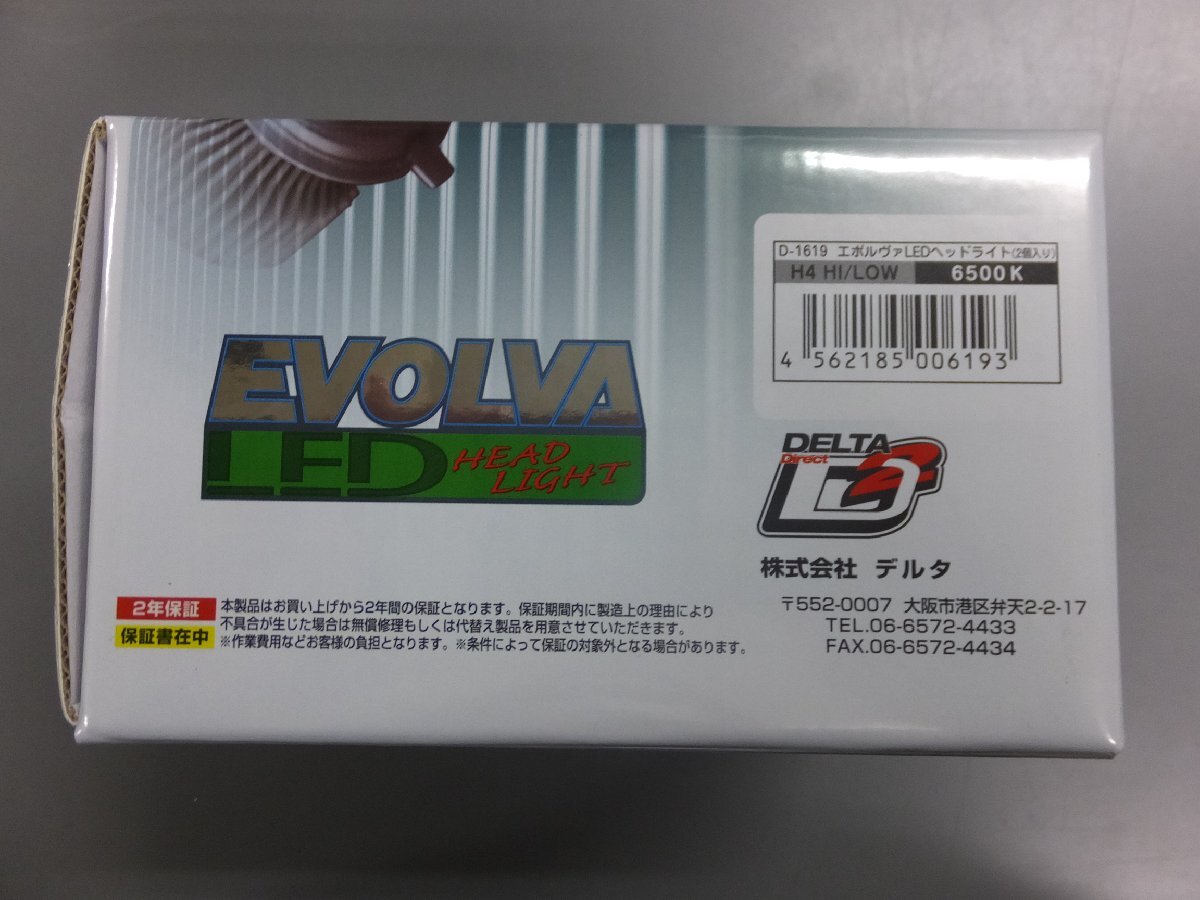 D-1619 エボルヴァLEDヘッドライト(2個入り)
H4 HI/LOW 6500K
4 562185 006193
EVOLVA
LED HEAD LIGHT
DELTA
Direct
D2
株式会社 デルタ
〒552-0007 大阪市港区弁天2-2-17
TEL.06-6572-4433
FAX.06-6572-4434
2年保証
保証書在中
本製品はお買い上げから2年間の保証となります。保証期間内に製造上の理由により
不具合が生じた場合は無償修理もしくは代替え製品を用意させていただきます。
※作業費用などお客様の負担となります。※条件によって保証の対象外となる場合があります。